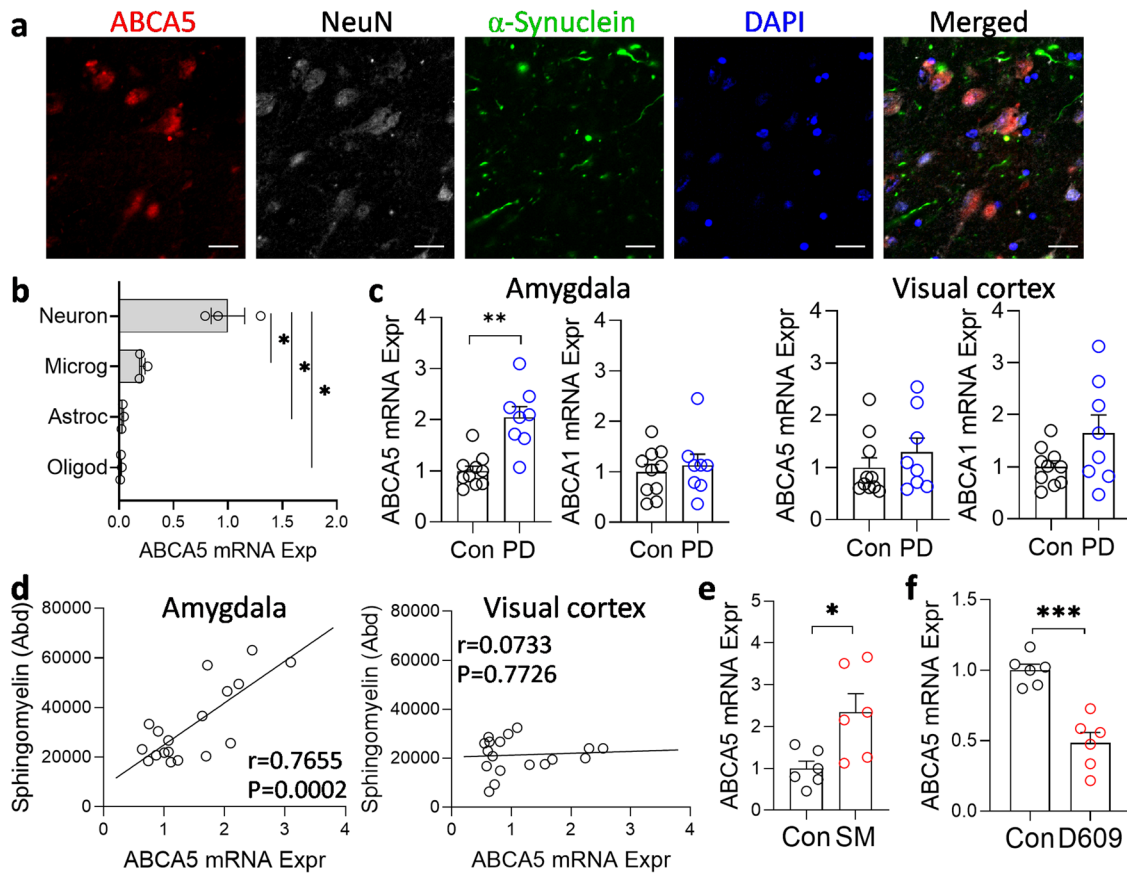 a
ABCA5 NeuN α-Synuclein DAPI Merged
b
Neuron
Microg
Astroc
Oligod
*
*
*
0.0 0.5 1.0 1.5 2.0
ABCA5 mRNA Exp
c
Amygdala
Visual cortex
ABCA5 mRNA Expr
4
3
2
1
0
**
Con PD
ABCA1 mRNA Expr
4
3
2
1
0
Con PD
ABCA5 mRNA Expr
4
3
2
1
0
Con PD
ABCA1 mRNA Expr
4
3
2
1
0
Con PD
d
Amygdala
Sphingomyelin (Abd)
80000
60000
40000
20000
0
r=0.7655
P=0.0002
0 1 2 3 4
ABCA5 mRNA Expr
Visual cortex
Sphingomyelin (Abd)
80000
60000
40000
20000
0
r=0.0733
P=0.7726
0 1 2 3 4
ABCA5 mRNA Expr
e
ABCA5 mRNA Expr
5
4
3
2
1
0
*
Con SM
f
ABCA5 mRNA Expr
1.5
1.0
0.5
0.0
***
Con D609